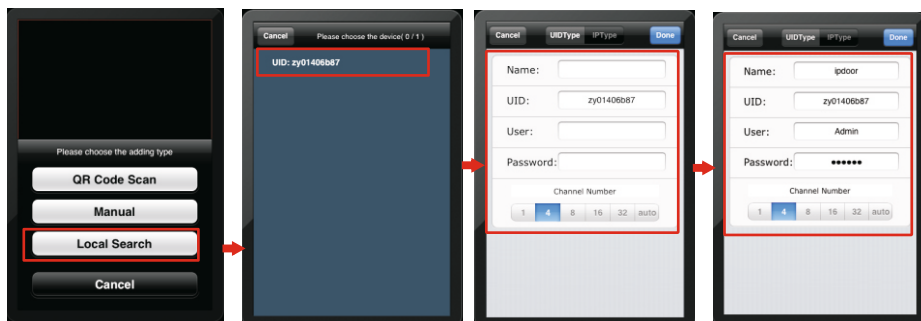 Please choose the adding type
QR Code Scan
Manual
Local Search
Cancel
Cancel Please choose the device( 0 / 1 )
UID: zy01406b87
Cancel UIDType IPType Done
Name:
UID: zy01406b87
User:
Password:
Channel Number
1 4 8 16 32 auto
Cancel UIDType IPType Done
Name: ipdoor
UID: zy01406b87
User: Admin
Password: ••••••
Channel Number
1 4 8 16 32 auto